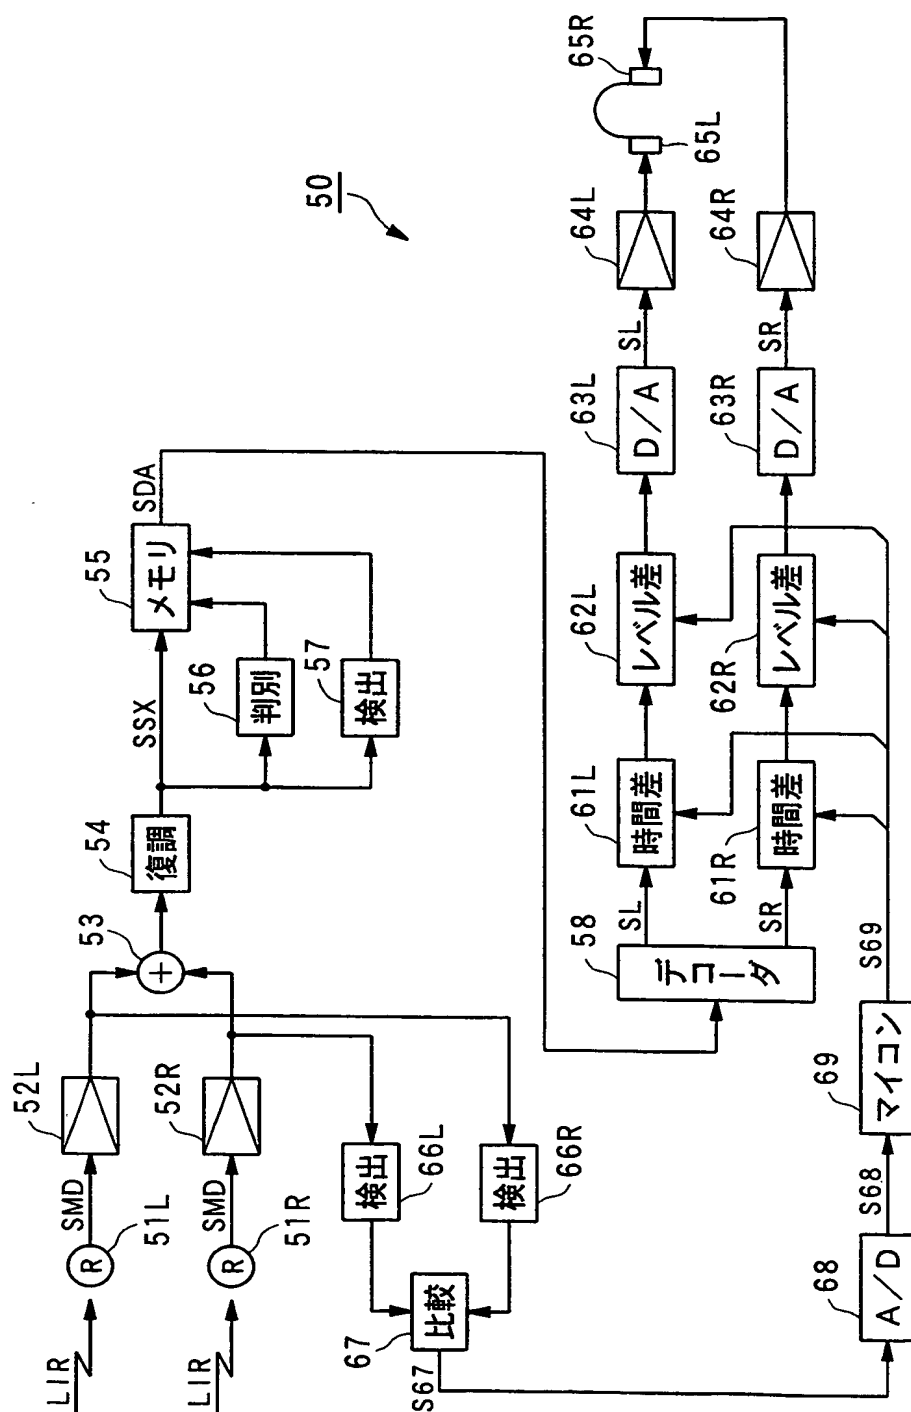 50
LIR
51L
SMD
52L
53
54
復調
SSX
55
メモリ
SDA
56
判別
57
検出
LIR
51R
SMD
52R
R
R
+
検出
66L
検出
66R
67
比較
S67
68
A/D
S68
69
マイコン
S69
58
デコーダ
SL
61L
時間差
62L
レベル差
63L
D/A
SL
64L
65L
65R
SR
61R
時間差
62R
レベル差
63R
D/A
SR
64R